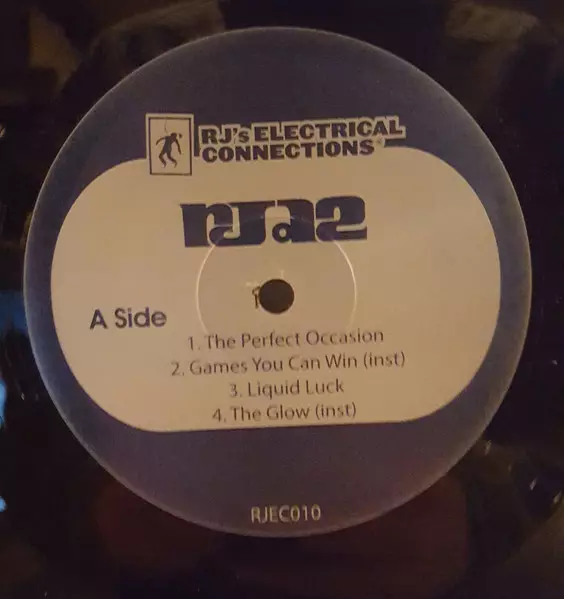 RJ's ELECTRICAL
CONNECTIONS
rJd2
A Side
1. The Perfect Occasion
2. Games You Can Win (inst)
3. Liquid Luck
4. The Glow (inst)
RJEC010